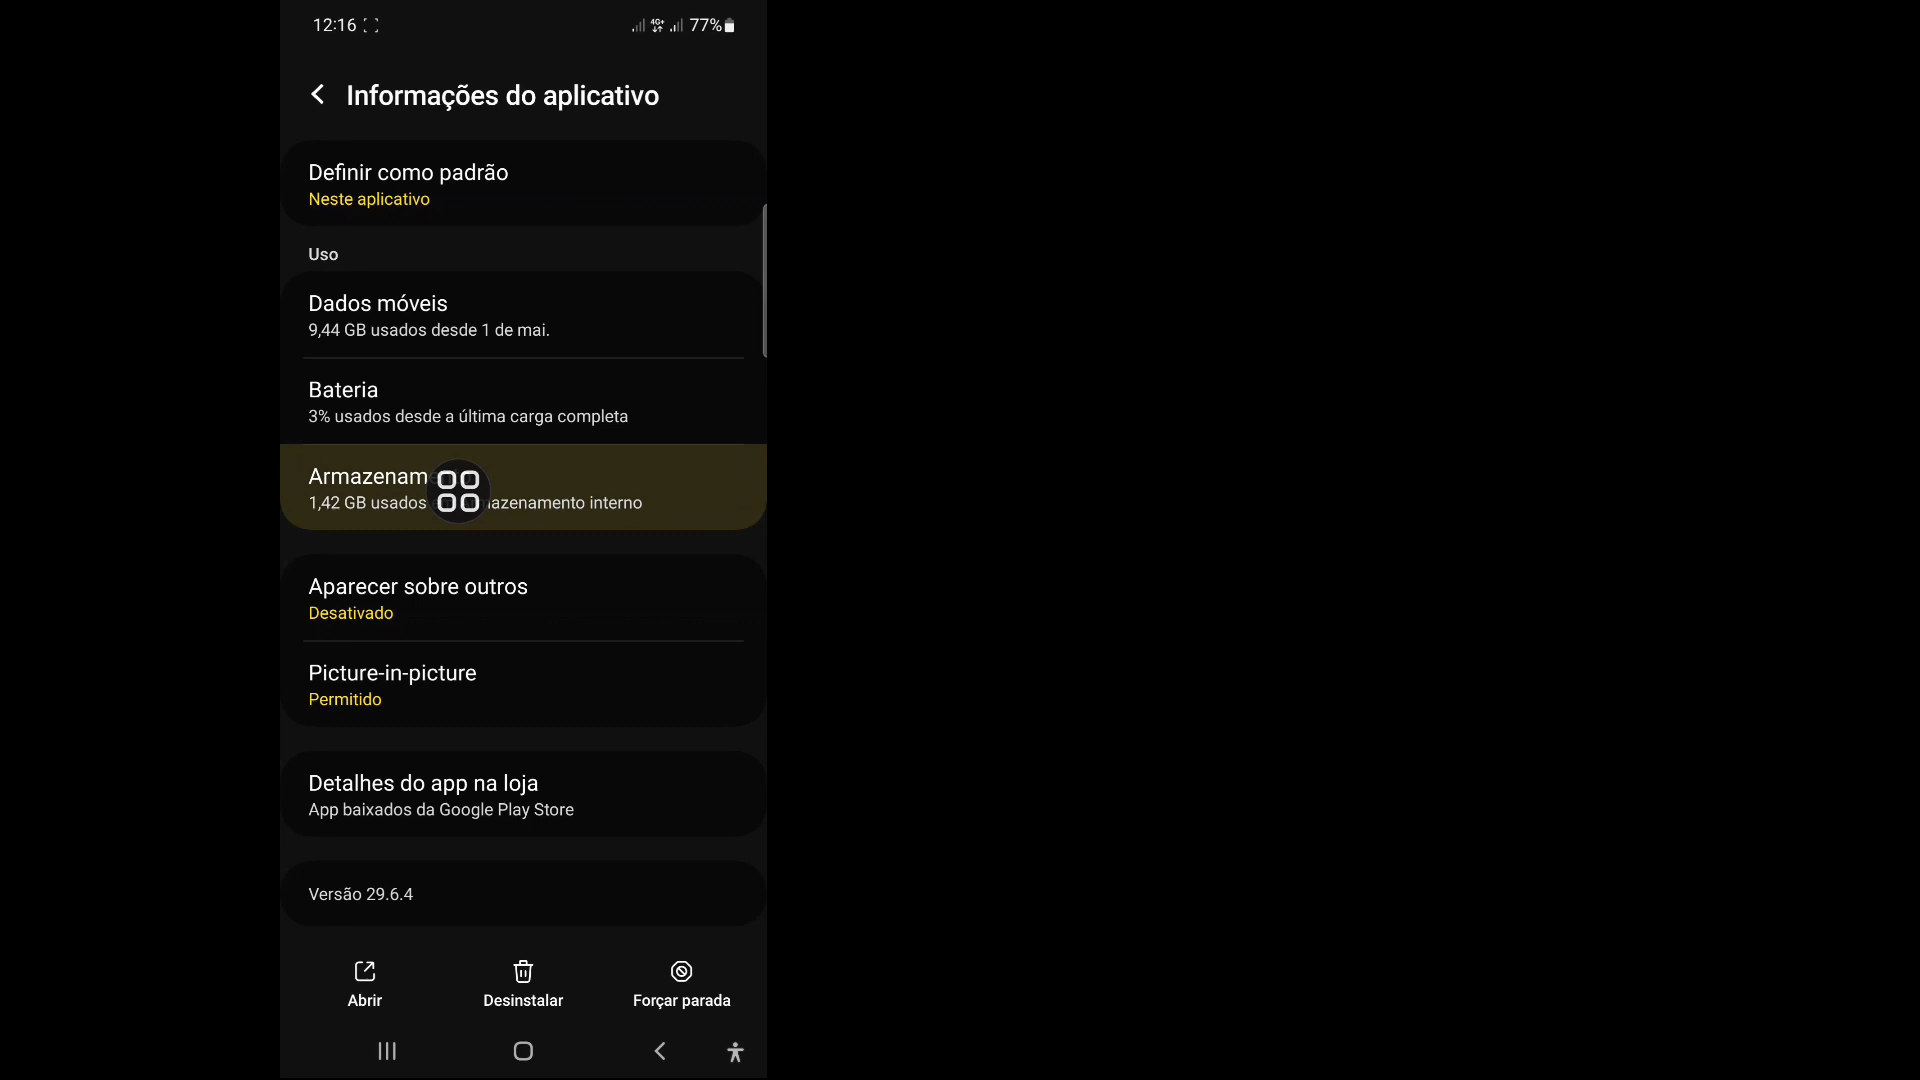 12:16 4G+ 77%
Informações do aplicativo
Definir como padrão
Neste aplicativo
Uso
Dados móveis
9,44 GB usados desde 1 de mai.
Bateria
3% usados desde a última carga completa
Armazenam
1,42 GB usados mazenamento interno
Aparecer sobre outros
Desativado
Picture-in-picture
Permitido
Detalhes do app na loja
App baixados da Google Play Store
Versão 29.6.4
Abrir Desinstalar Forçar parada